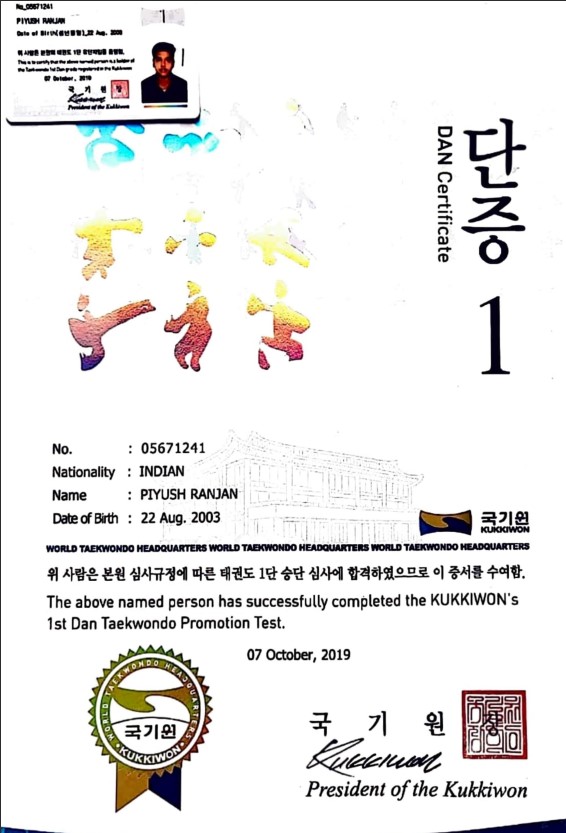 No_05671241
PIYUSH RANJAN
Date of Birth(생년월일)_22 Aug. 2003
위 사람은 본원의 태권도 1단 유단자임을 증명함.
This is to certify that the above named person is a holder of
the Taekwondo 1st Dan grade registered in the Kukkiwon
07 October, 2019
국 기 원 장
President of the Kukkiwon
1
단증
DAN Certificate
1
No. : 05671241
Nationality : INDIAN
Name : PIYUSH RANJAN
Date of Birth : 22 Aug. 2003
국기원
KUKKIWON
WORLD TAEKWONDO HEADQUARTERS WORLD TAEKWONDO HEADQUARTERS WORLD TAEKWONDO HEADQUARTERS
위 사람은 본원 심사규정에 따른 태권도 1단 승단 심사에 합격하였으므로 이 증서를 수여함.
The above named person has successfully completed the KUKKIWON's
1st Dan Taekwondo Promotion Test.
07 October, 2019
WORLD TAEKWONDO HEADQUARTERS
국기원
KUKKIWON
국 기 원 장
Kukkiwon
President of the Kukkiwon